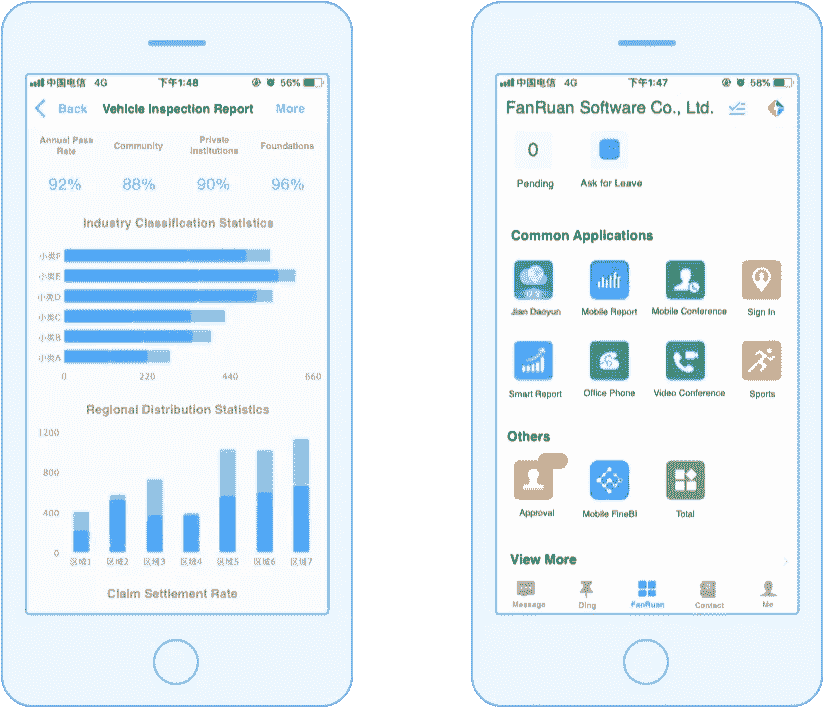 中国电信 4G 下午1:48 56%
Back Vehicle Inspection Report More
Annual Pass Rate Community Private Institutions Foundations
92% 88% 90% 96%
Industry Classification Statistics
小类F
小类E
小类D
小类C
小类B
小类A
0 220 440 660
Regional Distribution Statistics
1200
800
400
0
区域1 区域2 区域3 区域4 区域5 区域6 区域7
Claim Settlement Rate
中国电信 4G 下午1:47 58%
FanRuan Software Co., Ltd.
0
Pending Ask for Leave
Common Applications
Jian Daoyun Mobile Report Mobile Conference Sign In
Smart Report Office Phone Video Conference Sports
Others
Approval Mobile FineBI Total
View More
Message Ding FanRuan Contact Me